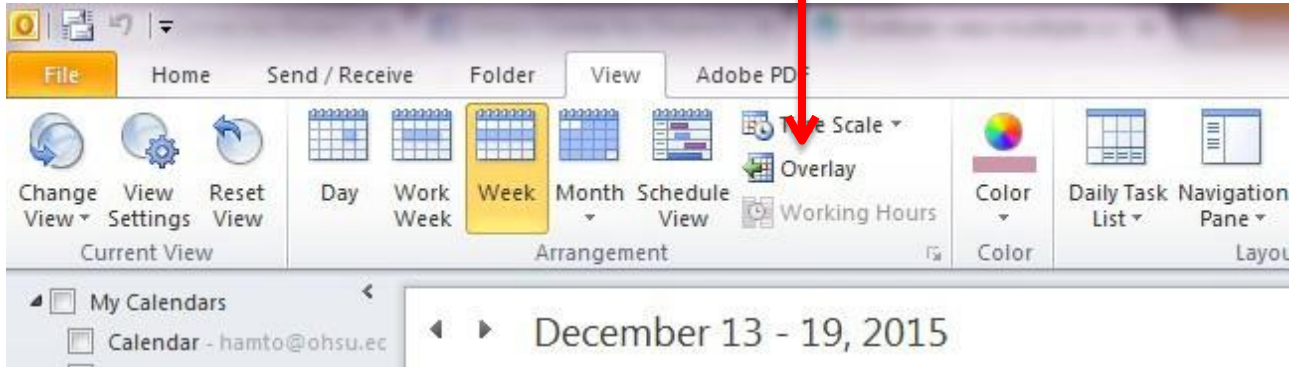 File Home Send / Receive Folder View Adobe PDF
Change View View Settings Reset View
Day Work Week Week Month Schedule View
Scale
Overlay
Working Hours
Color
Daily Task List Navigation Pane
Current View Arrangement Color Layou
My Calendars
Calendar - hamto@ohsu.ec
December 13 - 19, 2015